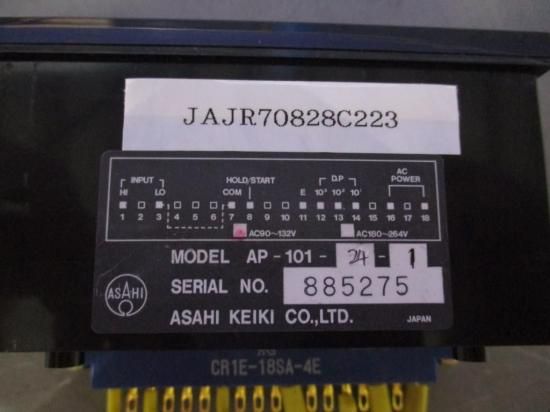 JAJR70828C223
INPUT HOLD/START D.P AC
HI LO COM E 10³ 10² 10¹ POWER
1 2 3 4 5 6 7 8 9 10 11 12 13 14 15 16 17 18
AC90~132V AC180~264V
MODEL AP-101-24-1
ASAHI
SERIAL NO. 885275
ASAHI KEIKI CO.,LTD. JAPAN
CR1E-18SA-4E